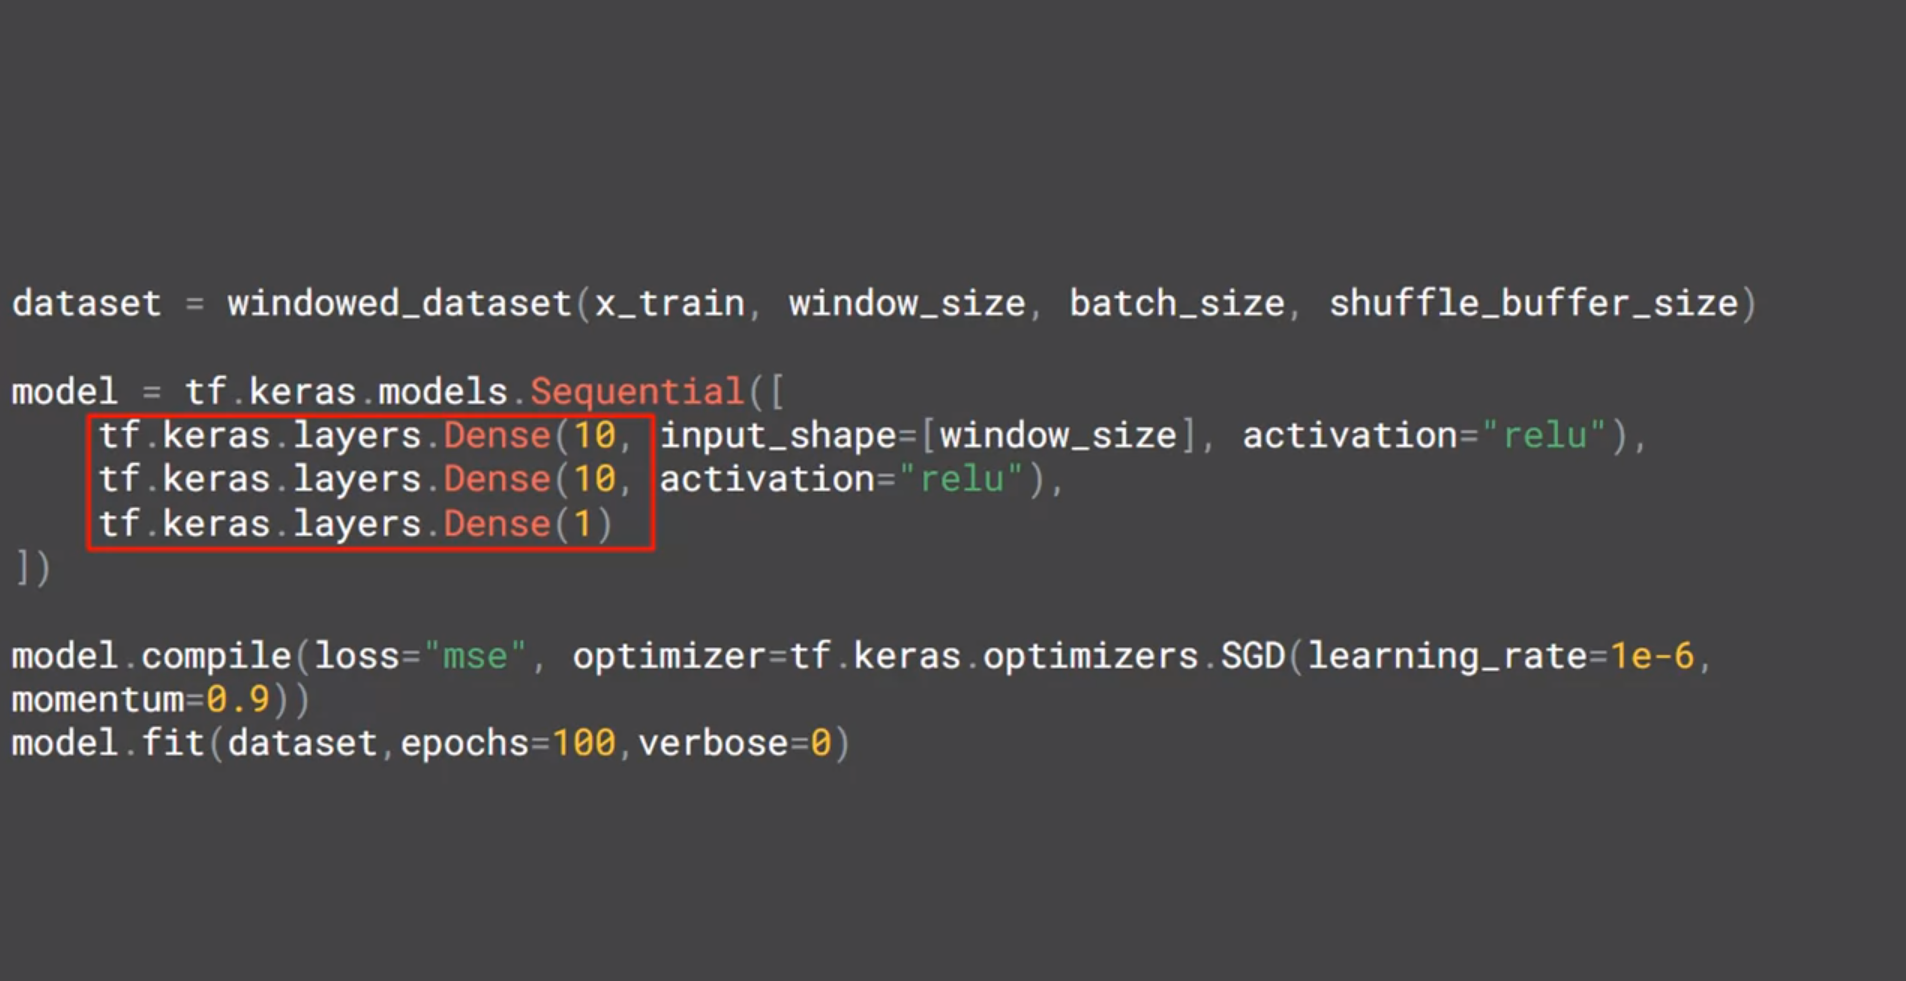 dataset = windowed_dataset(x_train, window_size, batch_size, shuffle_buffer_size)
model = tf.keras.models.Sequential([
    tf.keras.layers.Dense(10, input_shape=[window_size], activation="relu"),
    tf.keras.layers.Dense(10, activation="relu"),
    tf.keras.layers.Dense(1)
])
model.compile(loss="mse", optimizer=tf.keras.optimizers.SGD(learning_rate=1e-6,
momentum=0.9))
model.fit(dataset,epochs=100,verbose=0)